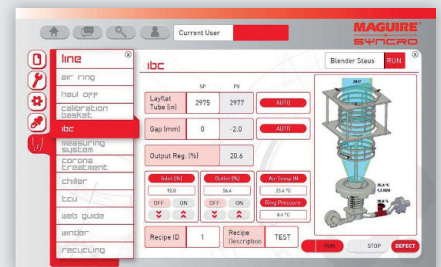 Current User
MAGUIRE
SYNCRO
line
air ring
haul off
calibration
basket
ibc
measuring
system
corona
treatment
chiller
tcu
web guide
winder
recycling
ibc
Blender Staus RUN
SP PV
Layflat
Tube (in) 2975 2977 AUTO
Gap (mm) 0 -2.0 AUTO
Output Reg. (%) 20.6
Inlet (%) Outlet (%) Air Temp IN
92.0 56.4 25.4 °C
OFF ON OFF ON Ring Pressure
Recipe ID 1 Recipe
Description TEST
2977
RUN STOP DEFECT